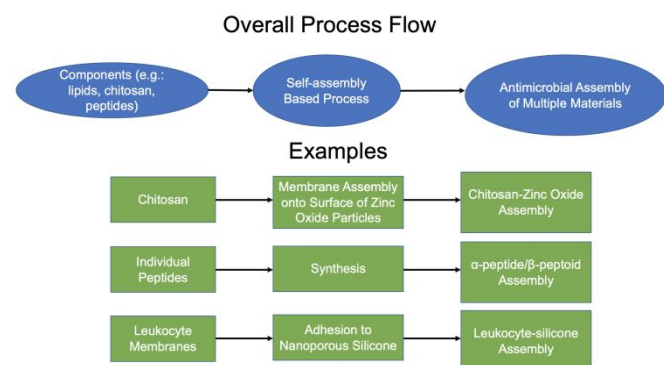 Overall Process Flow
Components (e.g.:
lipids, chitosan,
peptides)
Self-assembly
Based Process
Antimicrobial Assembly
of Multiple Materials
Examples
Chitosan
Membrane Assembly
onto Surface of Zinc
Oxide Particles
Chitosan-Zinc Oxide
Assembly
Individual
Peptides
Synthesis
α-peptide/β-peptoid
Assembly
Leukocyte
Membranes
Adhesion to
Nanoporous Silicone
Leukocyte-silicone
Assembly